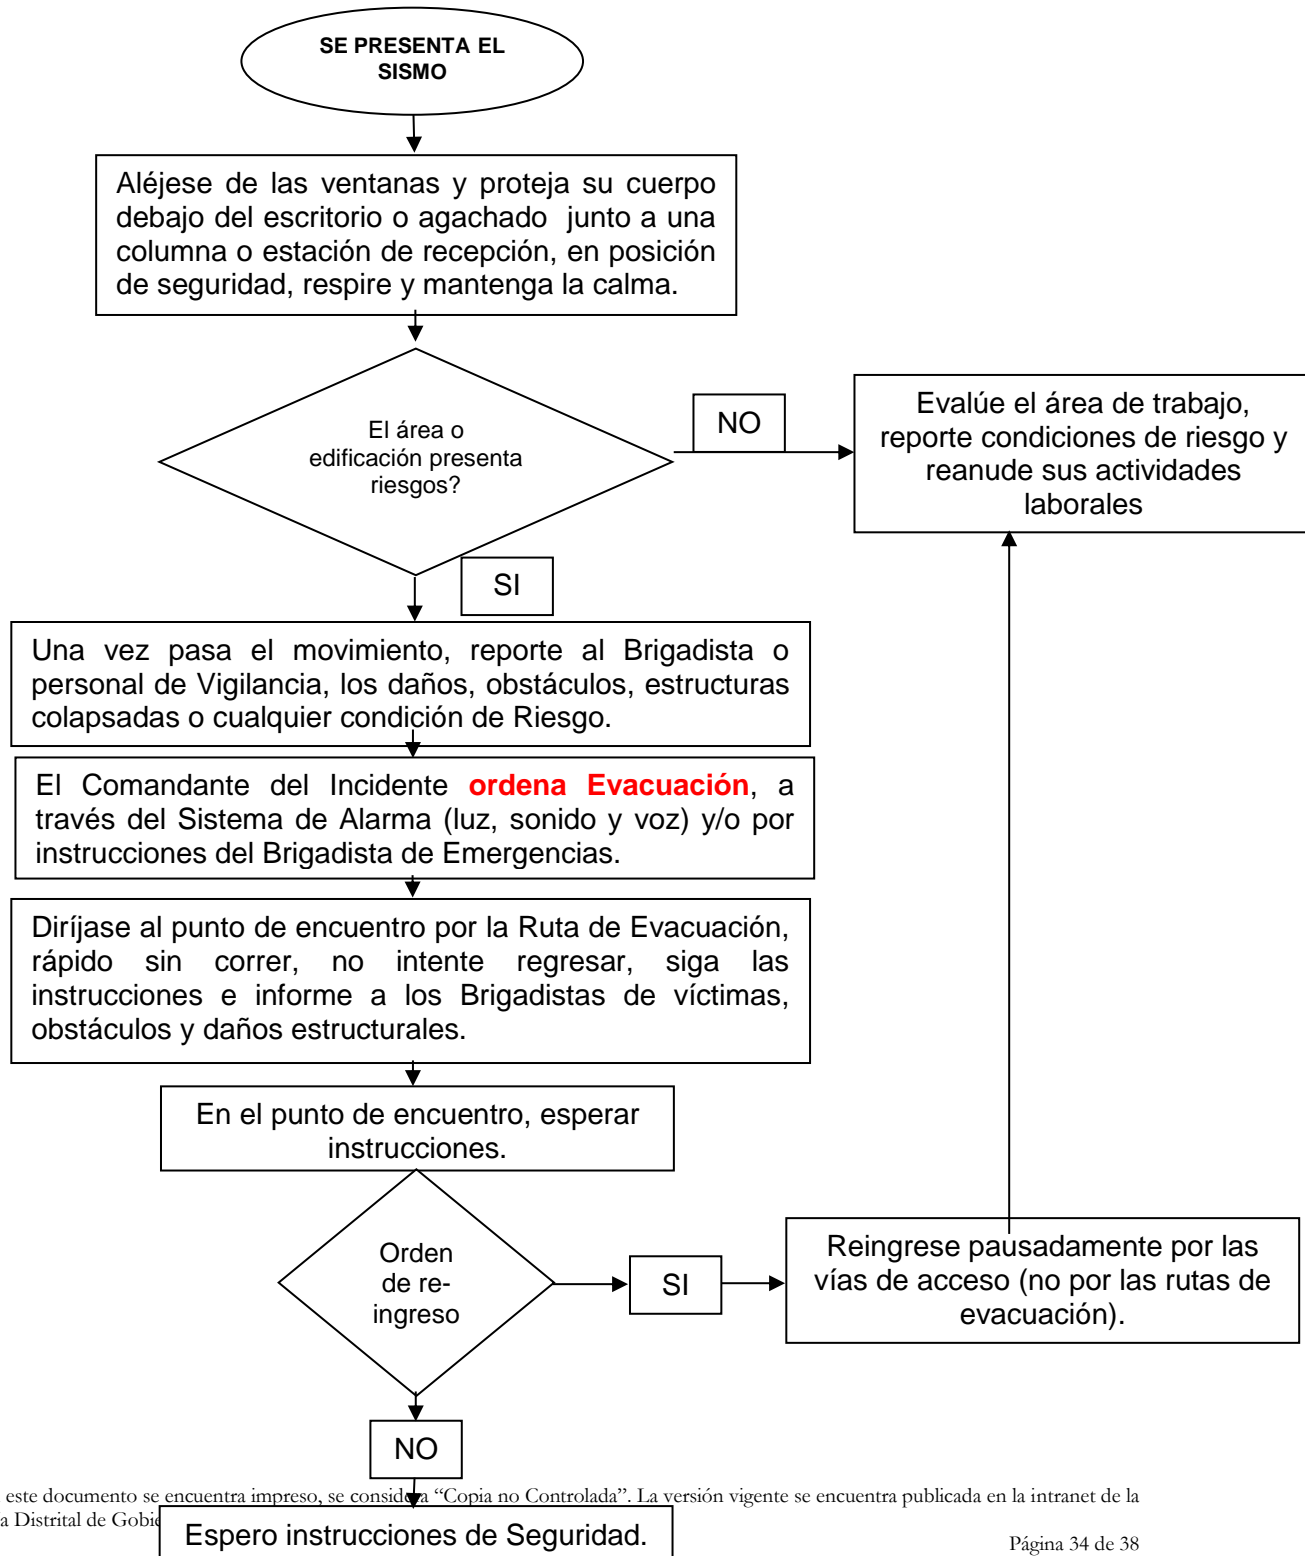 SE PRESENTA EL
SISMO
Aléjese de las ventanas y proteja su cuerpo
debajo del escritorio o agachado junto a una
columna o estación de recepción, en posición
de seguridad, respire y mantenga la calma.
El área o
edificación presenta
riesgos?
NO
Evalúe el área de trabajo,
reporte condiciones de riesgo y
reanude sus actividades
laborales
SI
Una vez pasa el movimiento, reporte al Brigadista o
personal de Vigilancia, los daños, obstáculos, estructuras
colapsadas o cualquier condición de Riesgo.
El Comandante del Incidente ordena Evacuación, a
través del Sistema de Alarma (luz, sonido y voz) y/o por
instrucciones del Brigadista de Emergencias.
Diríjase al punto de encuentro por la Ruta de Evacuación,
rápido sin correr, no intente regresar, siga las
instrucciones e informe a los Brigadistas de víctimas,
obstáculos y daños estructurales.
En el punto de encuentro, esperar
instrucciones.
Orden
de re-
ingreso
SI
Reingrese pausadamente por las
vías de acceso (no por las rutas de
evacuación).
NO
este documento se encuentra impreso, se considera “Copia no Controlada”. La versión vigente se encuentra publicada en la intranet de la
a Distrital de
Espero instrucciones de Seguridad.
Página 34 de 38